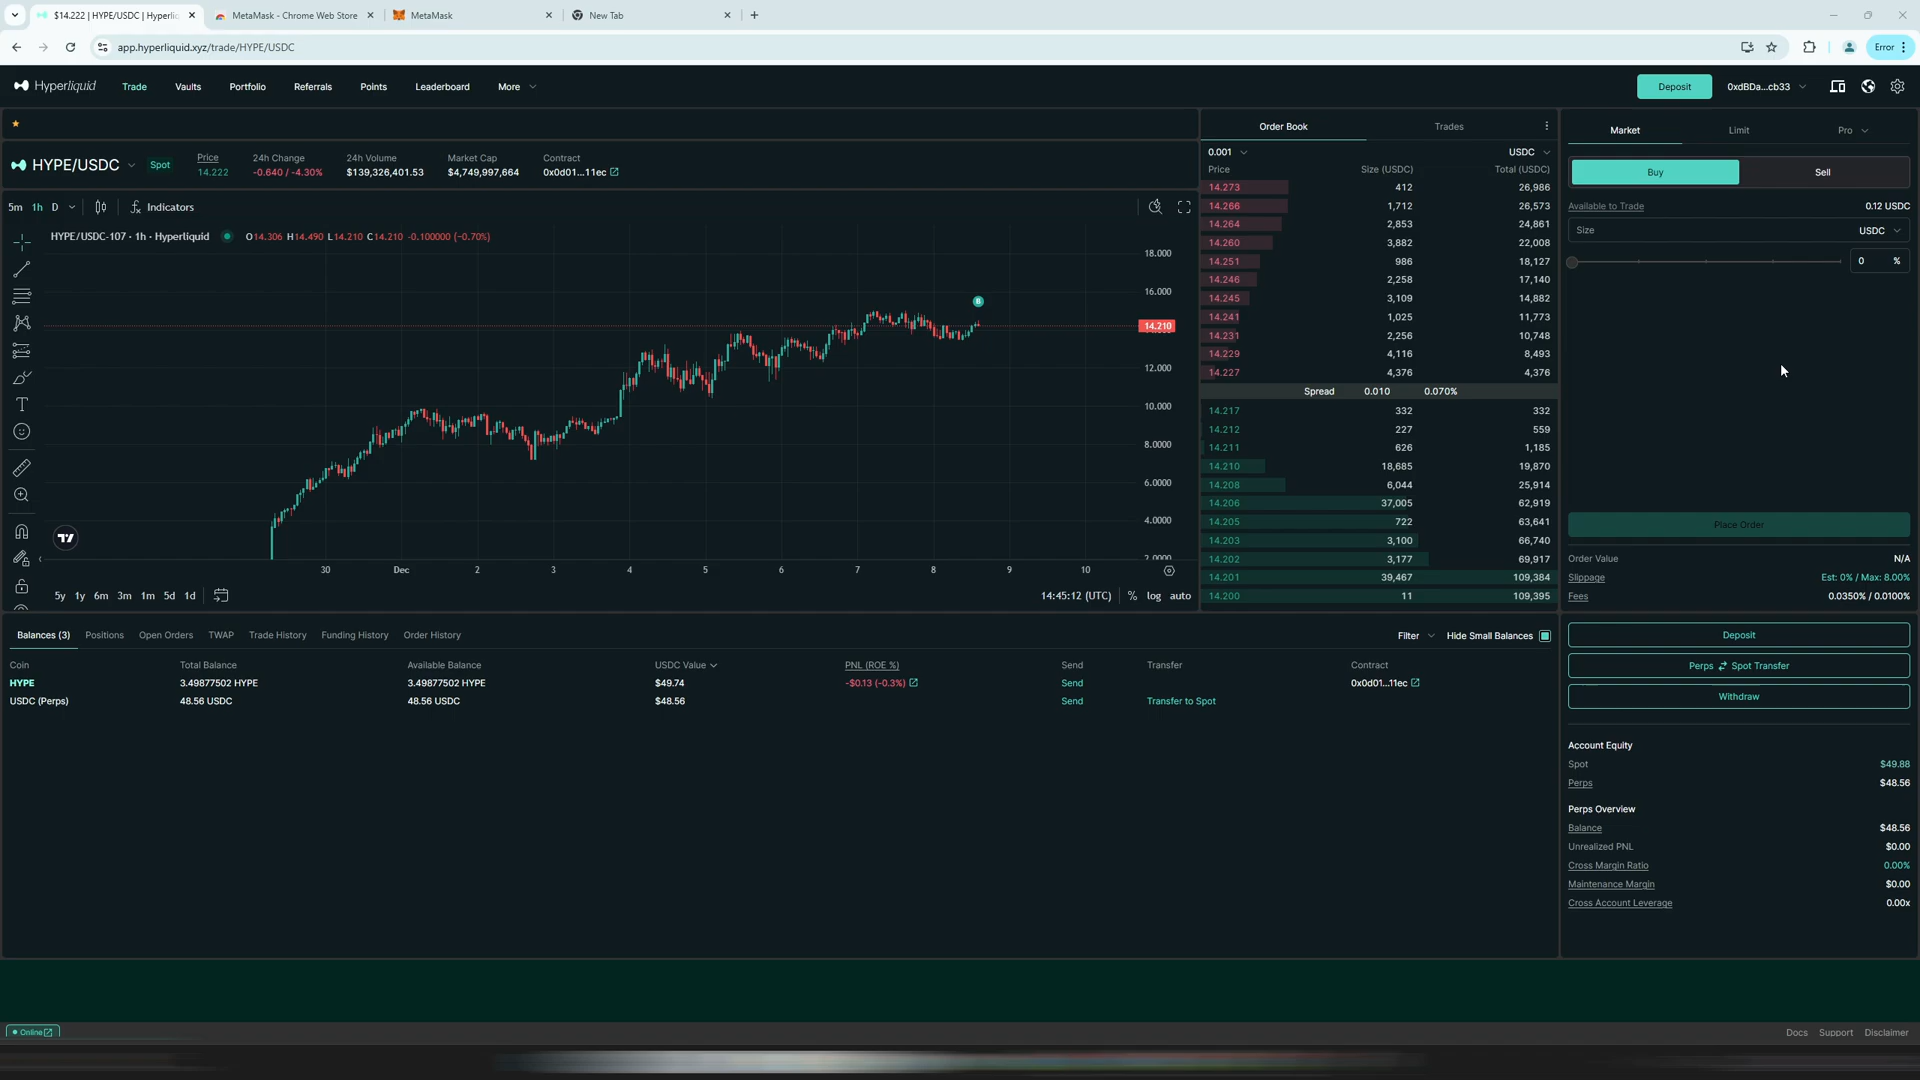 $14.222 | HYPE/USDC | Hyperlic
MetaMask - Chrome Web Store
MetaMask
New Tab
app.hyperliquid.xyz/trade/HYPE/USDC
Error
Hyperliquid
Trade
Vaults
Portfolio
Referrals
Points
Leaderboard
More
Deposit
0xdBDa...cb33
HYPE/USDC
Spot
Price
14.222
24h Change
-0.640 / -4.30%
24h Volume
$139,326,401.53
Market Cap
$4,749,997,664
Contract
0x0d01...11ec
5m 1h D
Indicators
HYPE/USDC-107 · 1h · Hyperliquid
O14.306 H14.490 L14.210 C14.210 -0.100000 (-0.70%)
18.000
16.000
B
14.210
12.000
10.000
8.0000
6.0000
4.0000
2.0000
30 Dec 2 3 4 5 6 7 8 9 10
5y 1y 6m 3m 1m 5d 1d
14:45:12 (UTC) % log auto
Order Book
Trades
0.001
USDC
Price Size (USDC) Total (USDC)
14.273 412 26,986
14.266 1,712 26,573
14.264 2,853 24,861
14.260 3,882 22,008
14.251 986 18,127
14.246 2,258 17,140
14.245 3,109 14,882
14.241 1,025 11,773
14.231 2,256 10,748
14.229 4,116 8,493
14.227 4,376 4,376
Spread 0.010 0.070%
14.217 332 332
14.212 227 559
14.211 626 1,185
14.210 18,685 19,870
14.208 6,044 25,914
14.206 37,005 62,919
14.205 722 63,641
14.203 3,100 66,740
14.202 3,177 69,917
14.201 39,467 109,384
14.200 11 109,395
Market
Limit
Pro
Buy
Sell
Available to Trade 0.12 USDC
Size USDC
0 %
Place Order
Order Value N/A
Slippage Est: 0% / Max: 8.00%
Fees 0.0350% / 0.0100%
Balances (3)
Positions
Open Orders
TWAP
Trade History
Funding History
Order History
Filter
Hide Small Balances
Coin Total Balance Available Balance USDC Value PNL (ROE %) Send Transfer Contract
HYPE 3.49877502 HYPE 3.49877502 HYPE $49.74 -$0.13 (-0.3%) Send 0x0d01...11ec
USDC (Perps) 48.56 USDC 48.56 USDC $48.56 Send Transfer to Spot
Deposit
Perps ⇄ Spot Transfer
Withdraw
Account Equity
Spot $49.88
Perps $48.56
Perps Overview
Balance $48.56
Unrealized PNL $0.00
Cross Margin Ratio 0.00%
Maintenance Margin $0.00
Cross Account Leverage 0.00x
Online
Docs
Support
Disclaimer